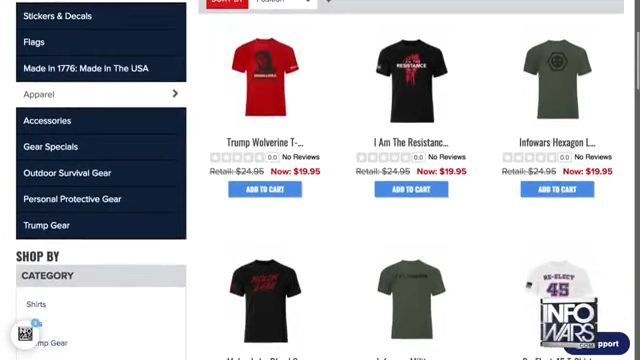 SORT BY
Position
Stickers & Decals
Flags
Made In 1776: Made In The USA
Apparel
Accessories
Gear Specials
Outdoor Survival Gear
Personal Protective Gear
Trump Gear
SHOP BY
CATEGORY
Shirts
Trump Wolverine T-...
0.0 No Reviews
Retail: $24.95 Now: $19.95
ADD TO CART
RESISTANCE
I Am The Resistanc...
0.0 No Reviews
Retail: $24.95 Now: $19.95
ADD TO CART
Infowars Hexagon L...
0.0 No Reviews
Retail: $24.95 Now: $19.95
ADD TO CART
RE-ELECT
45
INFO
WARS
.COM